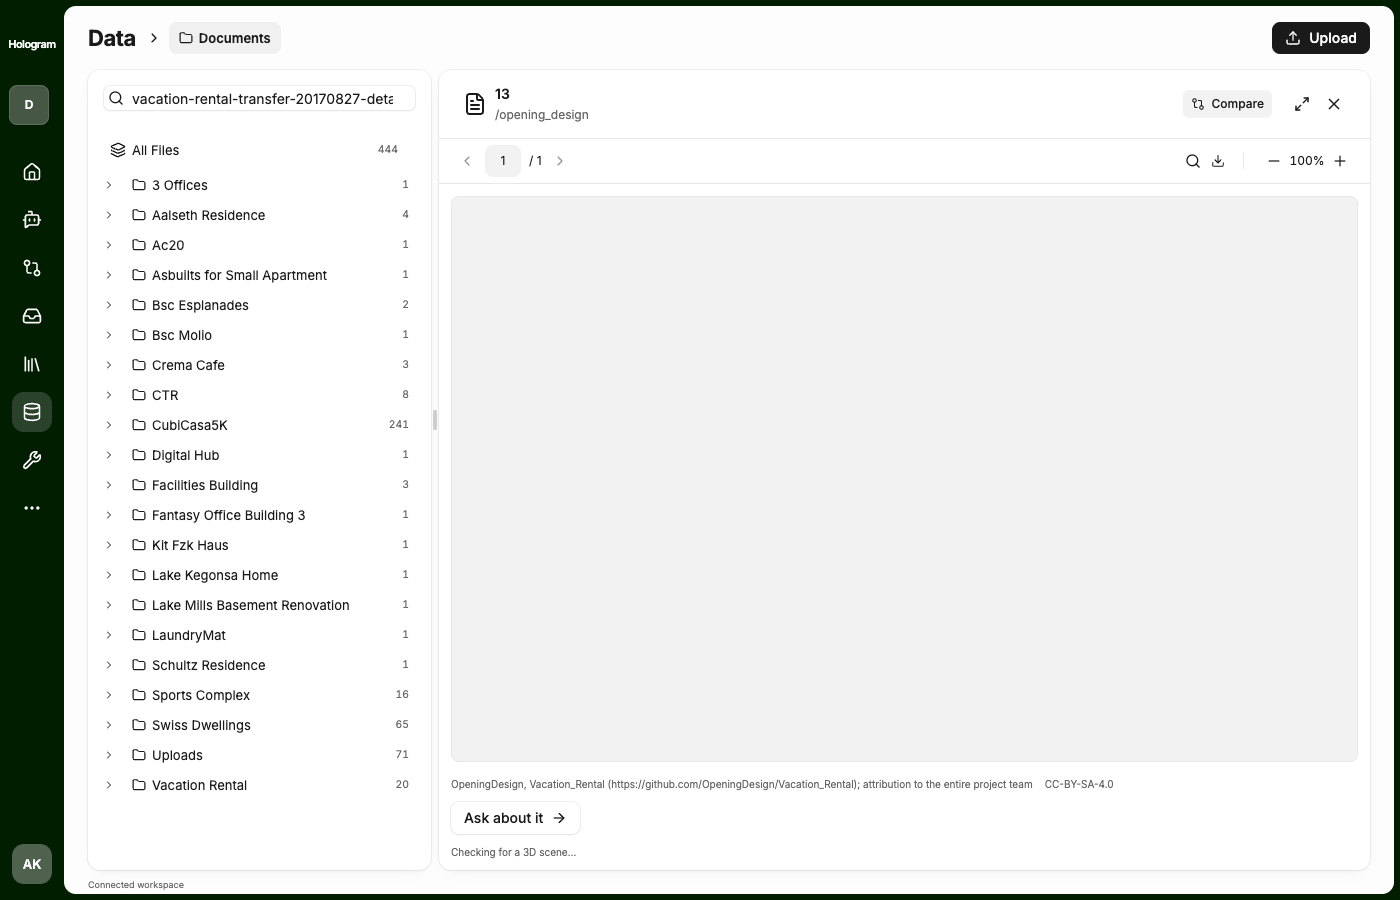 Hologram
Data
Documents
Upload
D
vacation-rental-transfer-20170827-deta
All Files 444
3 Offices 1
Aalseth Residence 4
Ac20 1
Asbuilts for Small Apartment 1
Bsc Esplanades 2
Bsc Molio 1
Crema Cafe 3
CTR 8
CubiCasa5K 241
Digital Hub 1
Facilities Building 3
Fantasy Office Building 3 1
Kit Fzk Haus 1
Lake Kegonsa Home 1
Lake Mills Basement Renovation 1
LaundryMat 1
Schultz Residence 1
Sports Complex 16
Swiss Dwellings 65
Uploads 71
Vacation Rental 20
13
/opening_design
Compare
1 / 1
100%
OpeningDesign, Vacation_Rental (https://github.com/OpeningDesign/Vacation_Rental); attribution to the entire project team CC-BY-SA-4.0
Ask about it
Checking for a 3D scene...
AK
Connected workspace